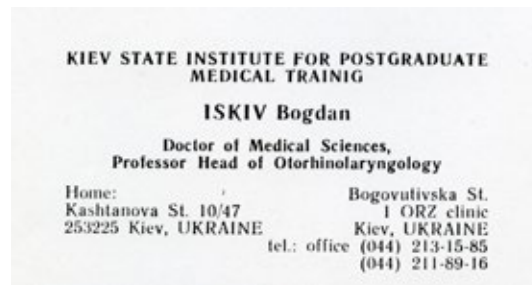 KIEV STATE INSTITUTE FOR POSTGRADUATE
MEDICAL TRAINIG
ISKIV Bogdan
Doctor of Medical Sciences,
Professor Head of Otorhinolaryngology
Home:
Kashtanova St. 10/47
253225 Kiev, UKRAINE
Bogovutivska St.
1 ORZ clinic
Kiev, UKRAINE
tel.: office (044) 213-15-85
(044) 211-89-16